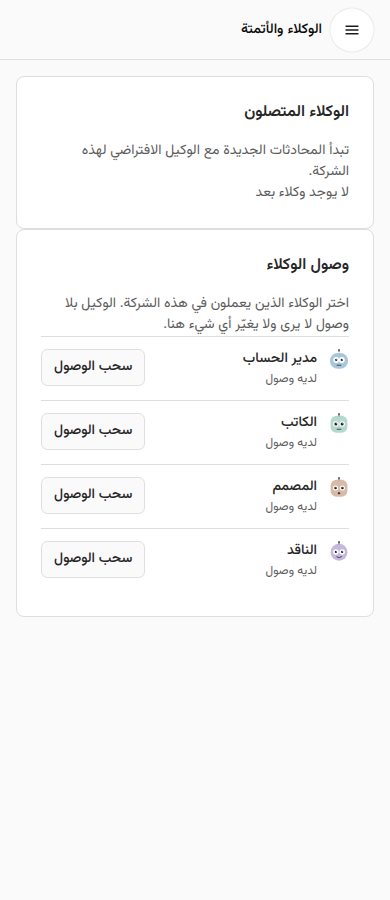 الوكلاء والأتمتة
الوكلاء المتصلون
تبدأ المحادثات الجديدة مع الوكيل الافتراضي لهذه
الشركة.
لا يوجد وكلاء بعد
وصول الوكلاء
اختر الوكلاء الذين يعملون في هذه الشركة. الوكيل بلا
وصول لا يرى ولا يغيّر أي شيء هنا.
مدير الحساب
لديه وصول
سحب الوصول
الكاتب
لديه وصول
سحب الوصول
المصمم
لديه وصول
سحب الوصول
الناقد
لديه وصول
سحب الوصول